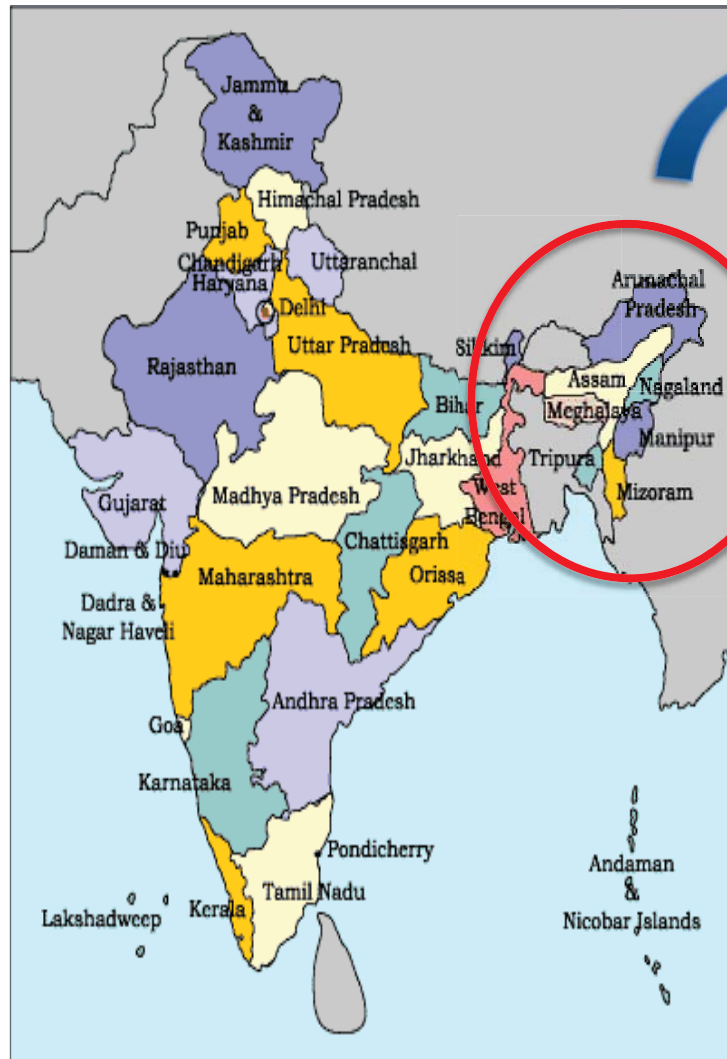 Jammu
&
Kashmir
Himachal Pradesh
Punjab
Chandigarh
Uttaranchal
Haryana
Delhi
Arunachal
Pradesh
Sikkim
Uttar Pradesh
Rajasthan
Assam
Nagaland
Bihar
Meghalaya
Manipur
Jharkhand
Tripura
West
Bengal
Mizoram
Gujarat
Madhya Pradesh
Chattisgarh
Daman & Diu
Maharashtra
Orissa
Dadra &
Nagar Haveli
Andhra Pradesh
Goa
Karnataka
Pondicherry
Andaman
&
Nicobar Islands
Lakshadweep
Kerala
Tamil Nadu